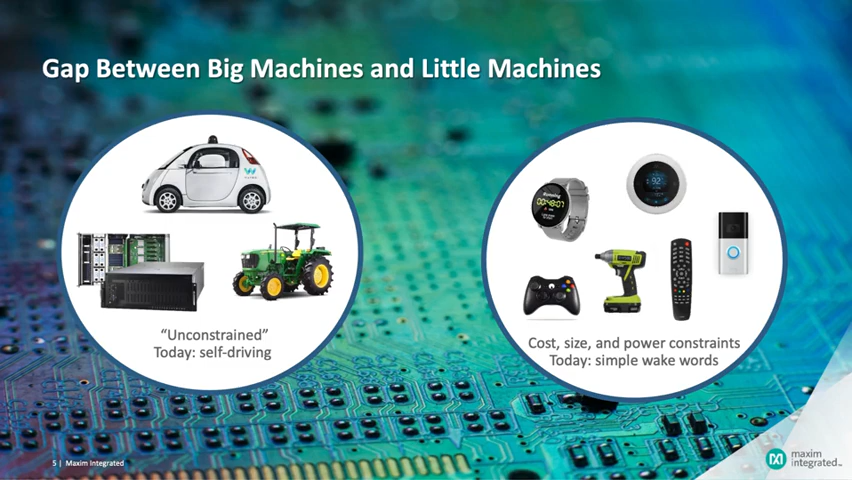 Gap Between Big Machines and Little Machines
"Unconstrained"
Today: self-driving
Cost, size, and power constraints
Today: simple wake words
5 | Maxim Integrated
maxim
integrated™